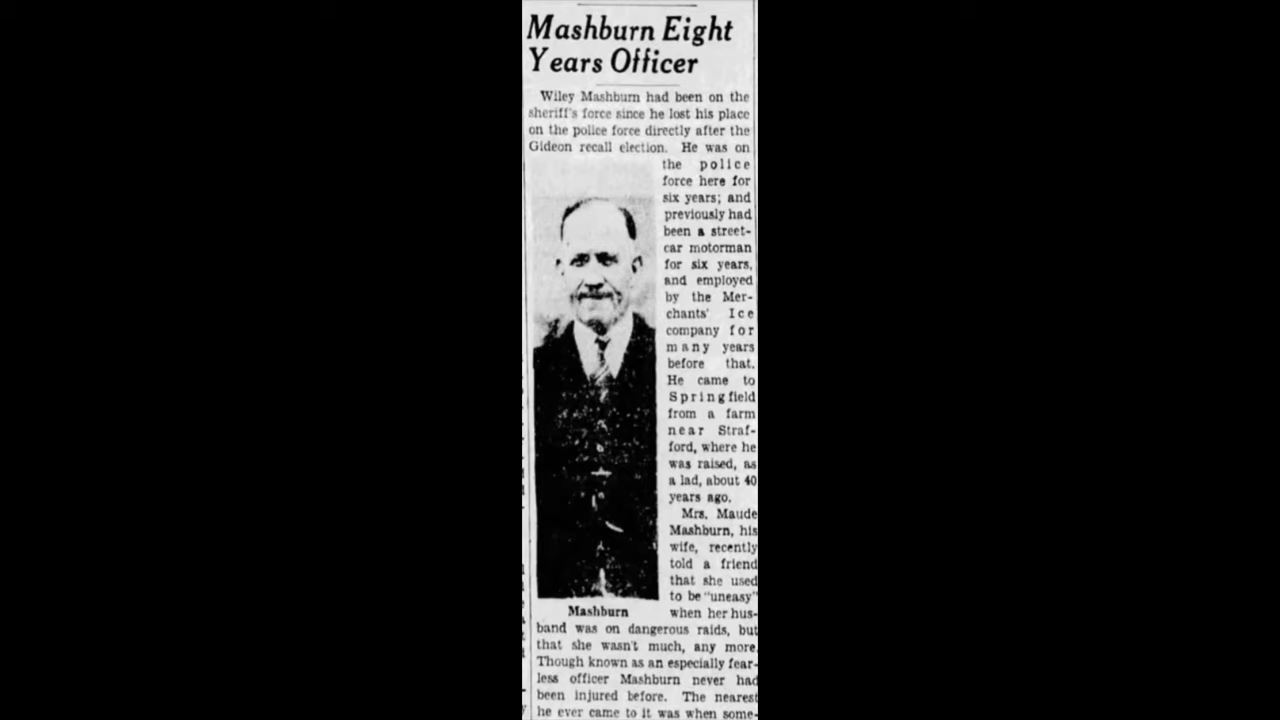 Mashburn Eight
Years Officer
Wiley Mashburn had been on the
sheriff's force since he lost his place
on the police force directly after the
Gideon recall election. He was on
the police
force here for
six years; and
previously had
been a street-
car motorman
for six years,
and employed
by the Mer-
chants' Ice
company for
many years
before that.
He came to
Springfield
from a farm
near Straf-
ford, where he
was raised, as
a lad, about 40
years ago.
Mrs. Maude
Mashburn, his
wife, recently
told a friend
that she used
to be "uneasy"
when her hus-
Mashburn
band was on dangerous raids, but
that she wasn't much, any more.
Though known as an especially fear-
less officer Mashburn never had
been injured before. The nearest
he ever came to it was when some-